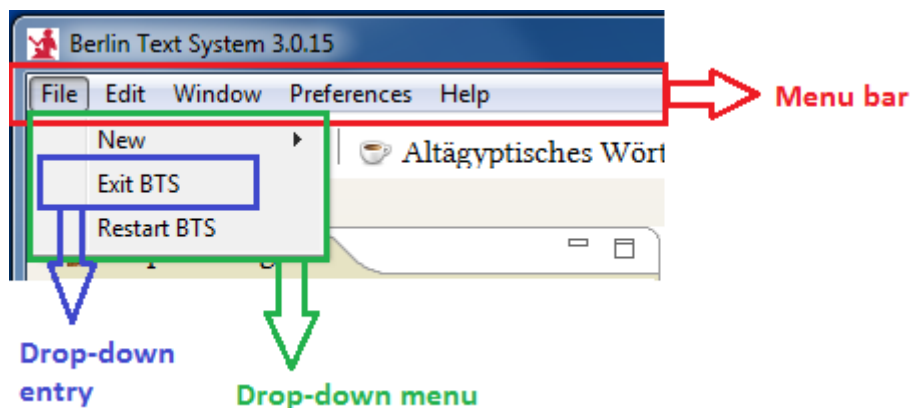 Berlin Text System 3.0.15
File Edit Window Preferences Help
Menu bar
New
Altägyptisches Wört
Exit BTS
Restart BTS
Drop-down
entry
Drop-down menu